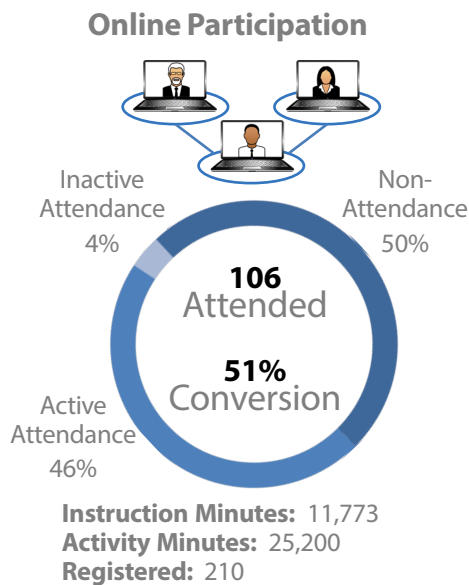 Online Participation
Inactive
Attendance
4%
Non-
Attendance
50%
106
Attended
51%
Conversion
Active
Attendance
46%
Instruction Minutes: 11,773
Activity Minutes: 25,200
Registered: 210